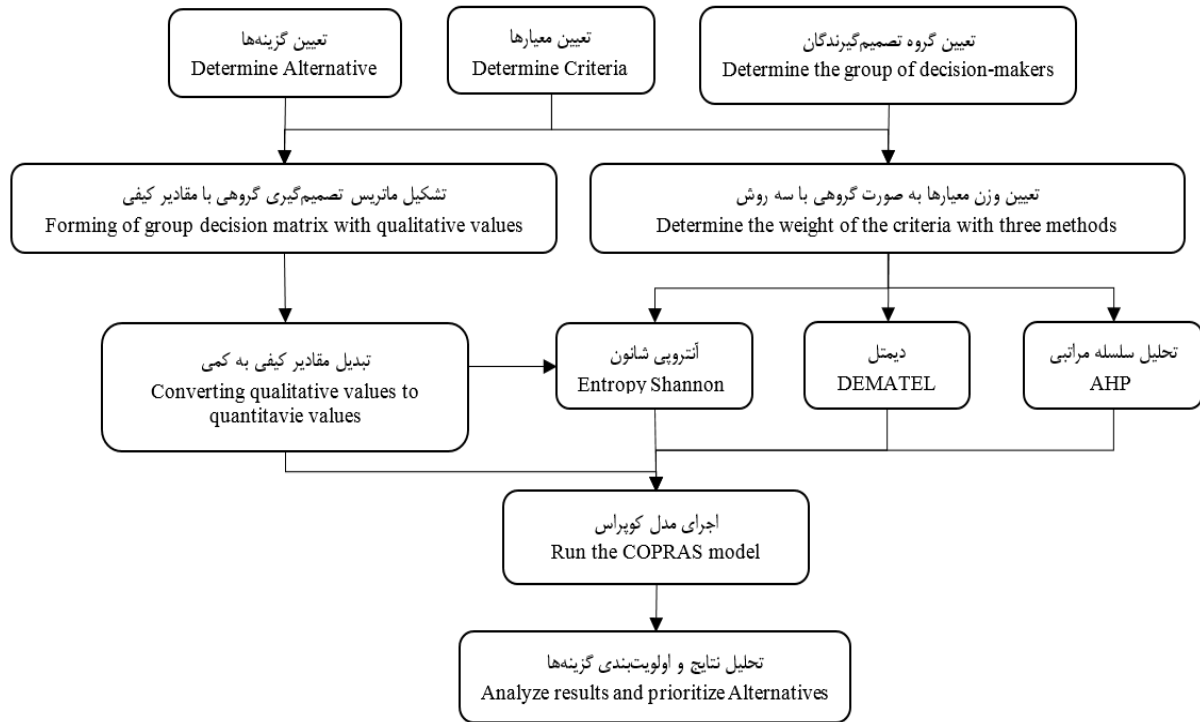 تعیین گزینه‌ها
Determine Alternative
تعیین معیارها
Determine Criteria
تعیین گروه تصمیم‌گیرندگان
Determine the group of decision-makers
تشکیل ماتریس تصمیم‌گیری گروهی با مقادیر کیفی
Forming of group decision matrix with qualitative values
تعیین وزن معیارها به صورت گروهی با سه روش
Determine the weight of the criteria with three methods
تبدیل مقادیر کیفی به کمی
Converting qualitative values to
quantitavie values
آنتروپی شانون
Entropy Shannon
دیمتل
DEMATEL
تحلیل سلسله مراتبی
AHP
اجرای مدل کوپراس
Run the COPRAS model
تحلیل نتایج و اولویت‌بندی گزینه‌ها
Analyze results and prioritize Alternatives